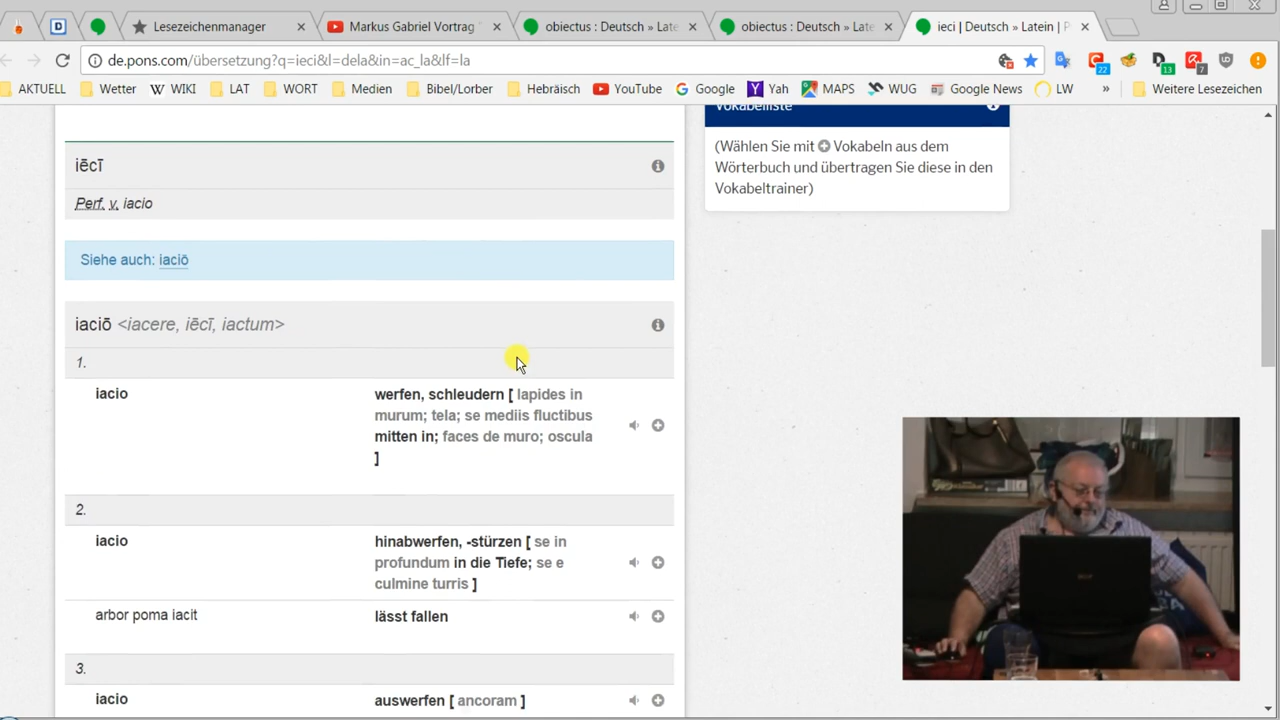 Lesezeichenmanager
Markus Gabriel Vortrag
obiectus : Deutsch » Late
obiectus : Deutsch » Late
ieci | Deutsch » Latein | P
de.pons.com/übersetzung?q=ieci&l=dela&in=ac_la&lf=la
22
13
7
AKTUELL
Wetter
W WIKI
LAT
WORT
Medien
Bibel/Lorber
Hebräisch
YouTube
Google
Yah
MAPS
WUG
Google News
LW
»
Weitere Lesezeichen
Vokabelliste
(Wählen Sie mit Vokabeln aus dem
Wörterbuch und übertragen Sie diese in den
Vokabeltrainer)
iēcī
Perf. v. iacio
Siehe auch: iaciō
iaciō <iacere, iēcī, iactum>
1.
iacio werfen, schleudern [ lapides in
murum; tela; se mediis fluctibus
mitten in; faces de muro; oscula
]
2.
iacio hinabwerfen, -stürzen [ se in
profundum in die Tiefe; se e
culmine turris ]
arbor poma iacit lässt fallen
3.
iacio auswerfen [ ancoram ]